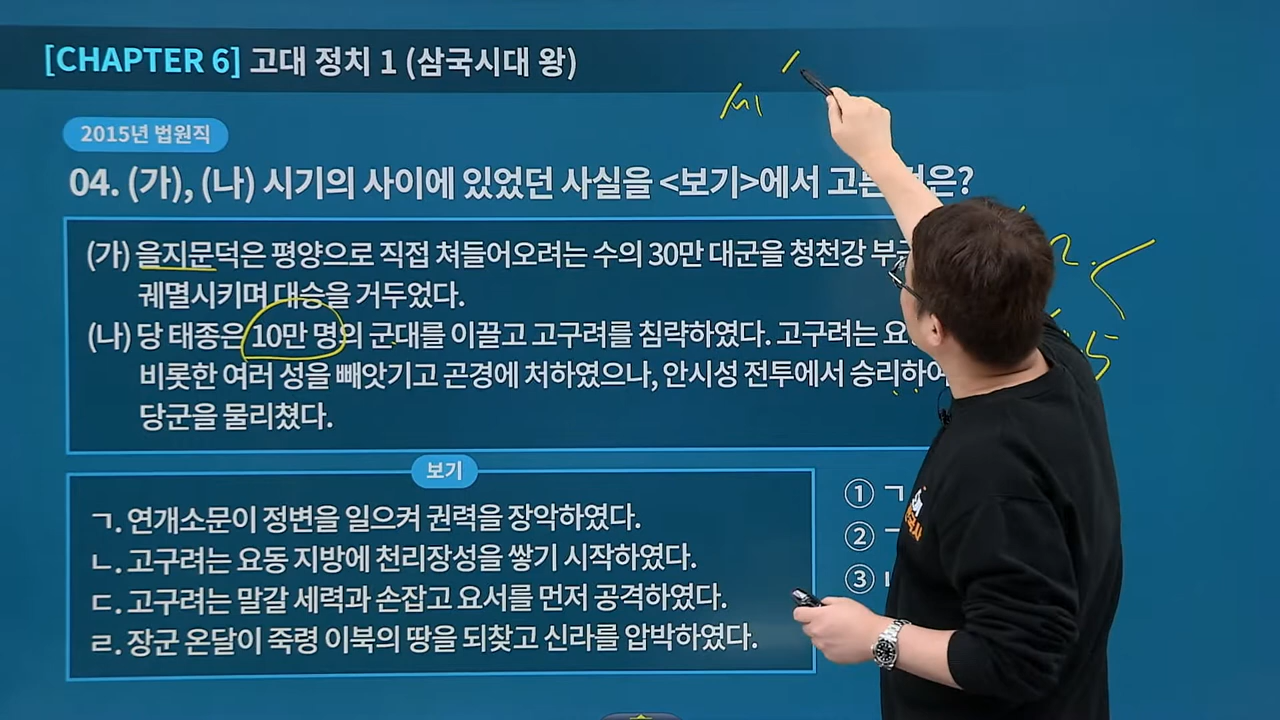 [CHAPTER 6] 고대 정치 1 (삼국시대 왕)
2015년 법원직
04. (가), (나) 시기의 사이에 있었던 사실을 <보기>에서 고른 것은?
(가) 을지문덕은 평양으로 직접 쳐들어오려는 수의 30만 대군을 청천강
궤멸시키며 대승을 거두었다.
(나) 당 태종은 10만 명의 군대를 이끌고 고구려를 침략하였다. 고구려는
비롯한 여러 성을 빼앗기고 곤경에 처하였으나, 안시성 전투에서 승리하여
당군을 물리쳤다.
보기
ㄱ. 연개소문이 정변을 일으켜 권력을 장악하였다.
ㄴ. 고구려는 요동 지방에 천리장성을 쌓기 시작하였다.
ㄷ. 고구려는 말갈 세력과 손잡고 요서를 먼저 공격하였다.
ㄹ. 장군 온달이 죽령 이북의 땅을 되찾고 신라를 압박하였다.
① ㄱ
②
③